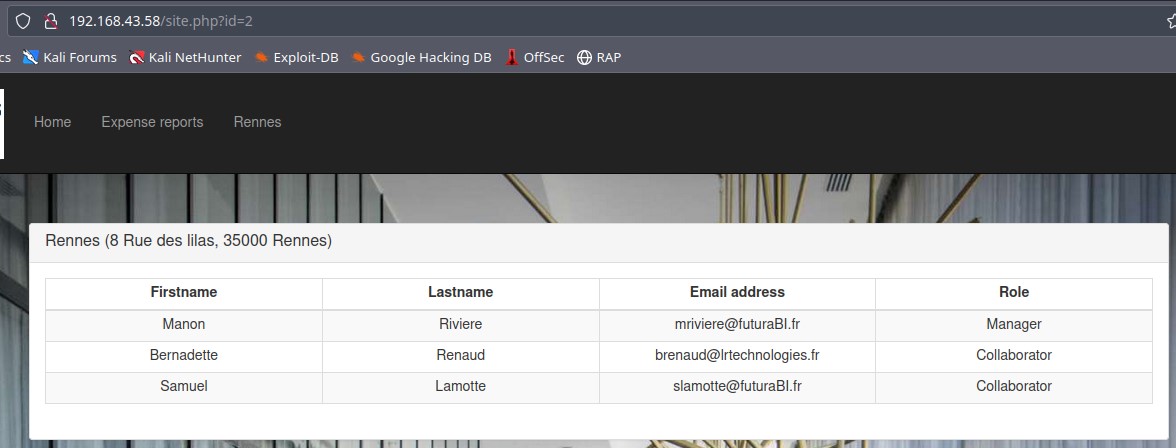 192.168.43.58/site.php?id=2
cs Kali Forums Kali NetHunter Exploit-DB Google Hacking DB OffSec RAP
Home Expense reports Rennes
Rennes (8 Rue des lilas, 35000 Rennes)
Firstname Lastname Email address Role
Manon Riviere mriviere@futuraBI.fr Manager
Bernadette Renaud brenaud@lrtechnologies.fr Collaborator
Samuel Lamotte slamotte@futuraBI.fr Collaborator